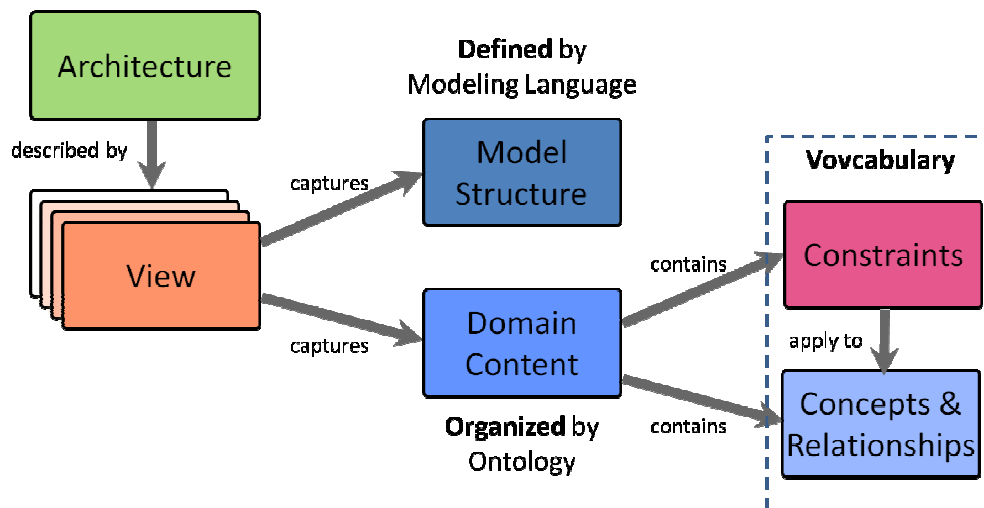 Architecture
described by
View
captures
captures
Defined by
Modeling Language
Model
Structure
Domain
Content
Organized by
Ontology
contains
contains
Vovcabulary
Constraints
apply to
Concepts &
Relationships